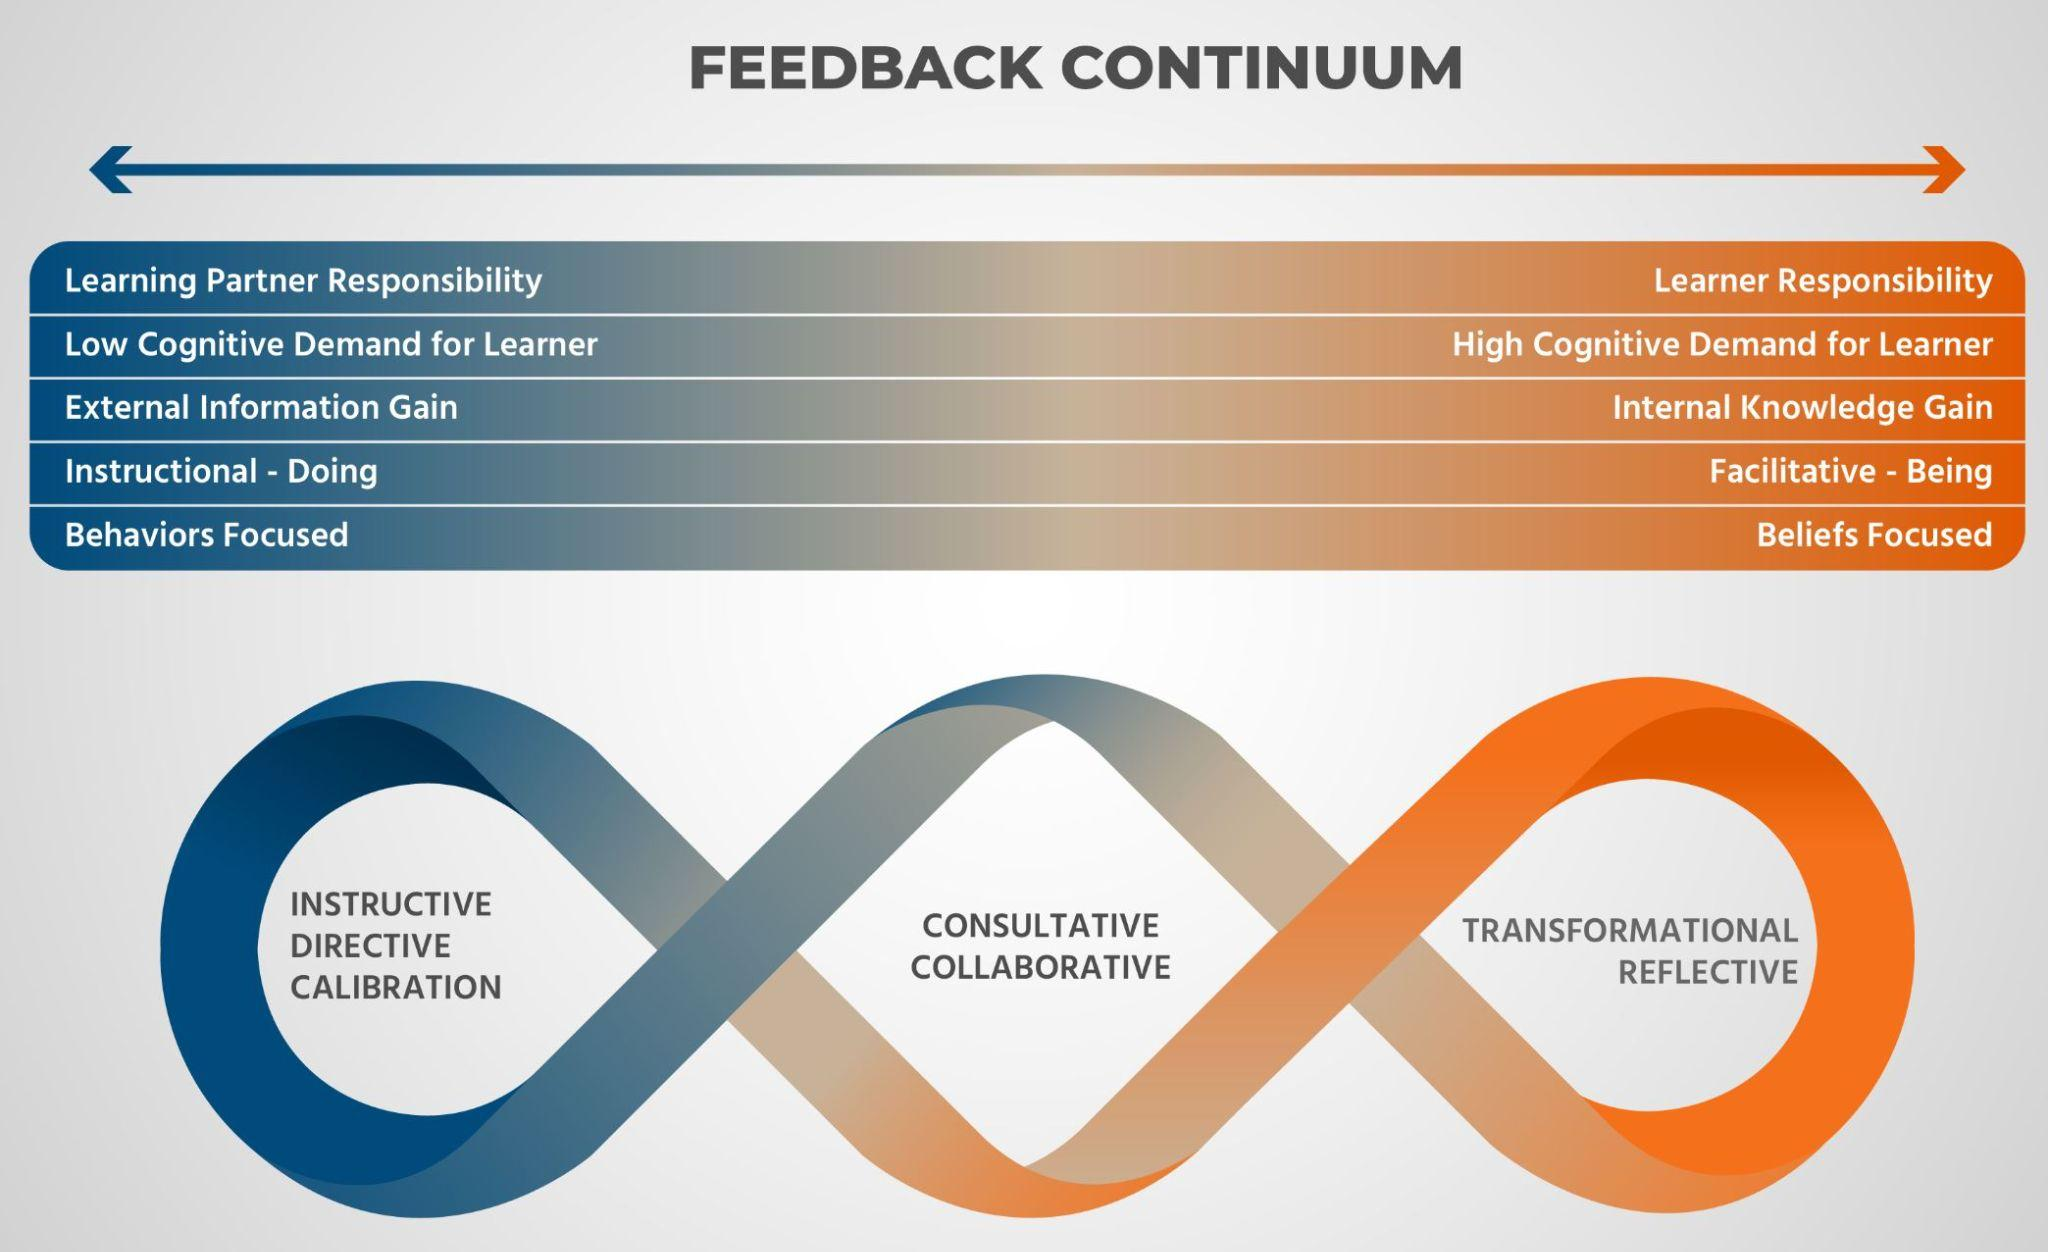 FEEDBACK CONTINUUM
Learning Partner Responsibility
Learner Responsibility
Low Cognitive Demand for Learner
High Cognitive Demand for Learner
External Information Gain
Internal Knowledge Gain
Instructional - Doing
Facilitative - Being
Behaviors Focused
Beliefs Focused
INSTRUCTIVE
DIRECTIVE
CALIBRATION
CONSULTATIVE
COLLABORATIVE
TRANSFORMATIONAL
REFLECTIVE